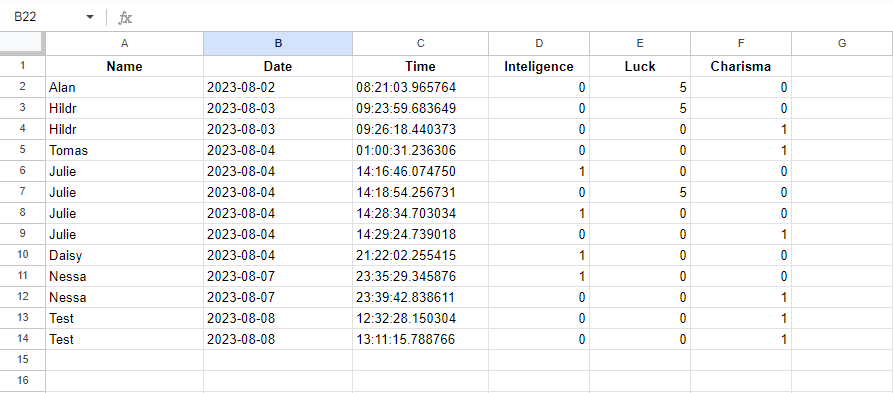 B22 fx
A B C D E F G
1 Name Date Time Inteligence Luck Charisma
2 Alan 2023-08-02 08:21:03.965764 0 5 0
3 Hildr 2023-08-03 09:23:59.683649 0 5 0
4 Hildr 2023-08-03 09:26:18.440373 0 0 1
5 Tomas 2023-08-04 01:00:31.236306 0 0 1
6 Julie 2023-08-04 14:16:46.074750 1 0 0
7 Julie 2023-08-04 14:18:54.256731 0 5 0
8 Julie 2023-08-04 14:28:34.703034 1 0 0
9 Julie 2023-08-04 14:29:24.739018 0 0 1
10 Daisy 2023-08-04 21:22:02.255415 1 0 0
11 Nessa 2023-08-07 23:35:29.345876 1 0 0
12 Nessa 2023-08-07 23:39:42.838611 0 0 1
13 Test 2023-08-08 12:32:28.150304 0 0 1
14 Test 2023-08-08 13:11:15.788766 0 0 1
15
16